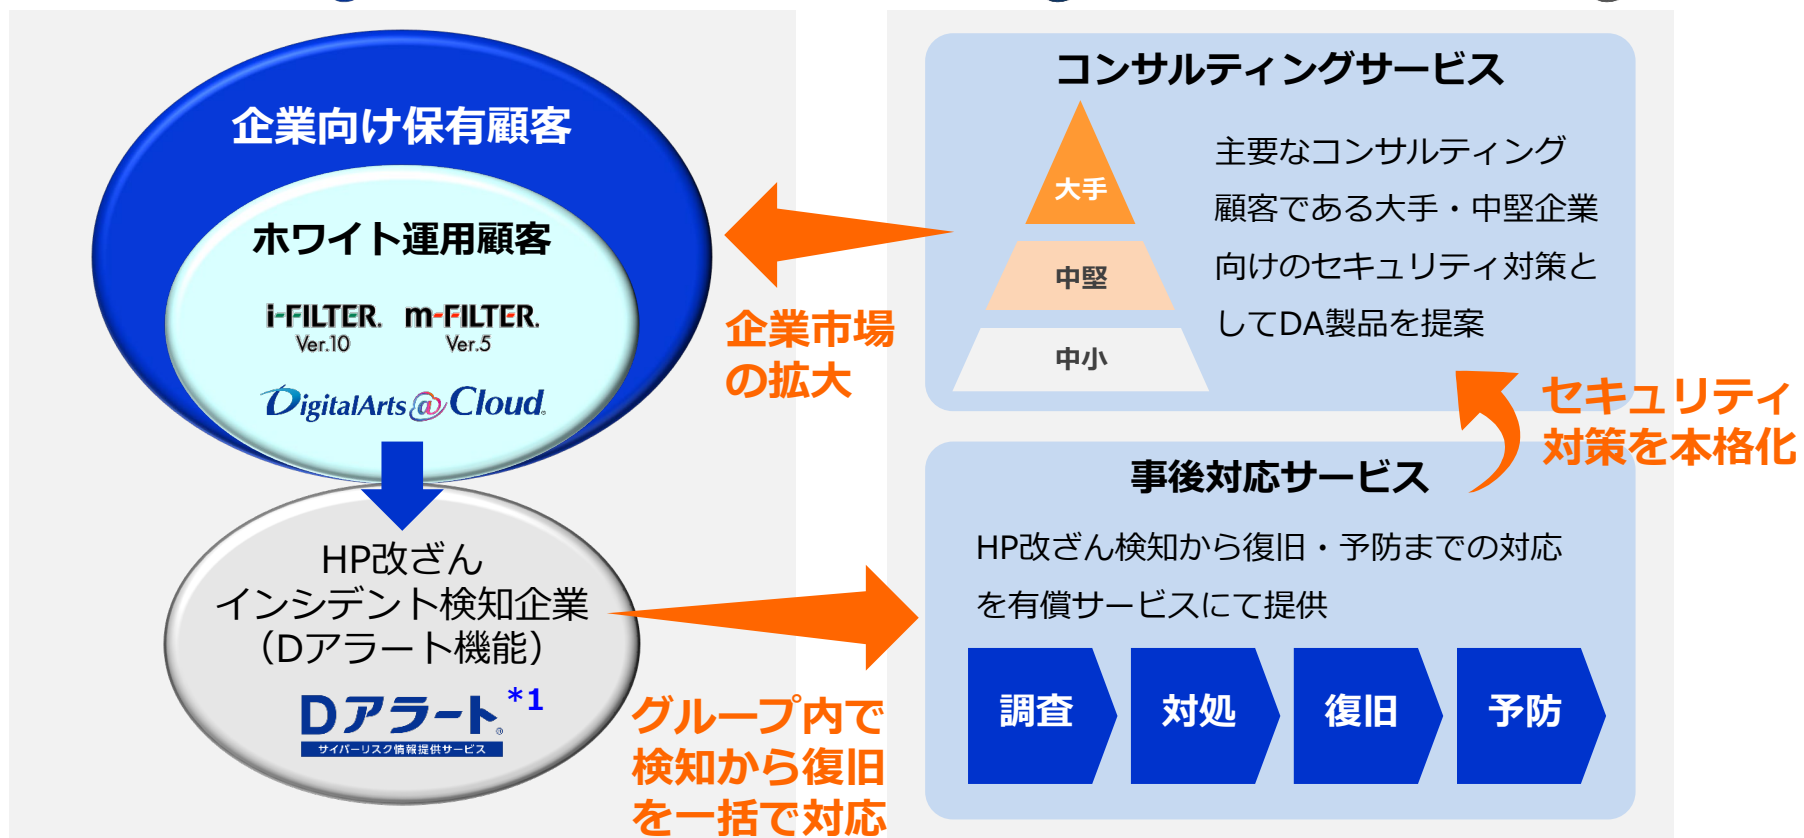 企業向け保有顧客
ホワイト運用顧客
i-FILTER. m-FILTER.
Ver.10 Ver.5
DigitalArts@Cloud.
HP改ざん
インシデント検知企業
（Dアラート機能）
Dアラート® *1
サイバーリスク情報提供サービス
企業市場
の拡大
グループ内で
検知から復旧
を一括で対応
コンサルティングサービス
大手
中堅
中小
主要なコンサルティング
顧客である大手・中堅企業
向けのセキュリティ対策と
してDA製品を提案
セキュリティ
対策を本格化
事後対応サービス
HP改ざん検知から復旧・予防までの対応
を有償サービスにて提供
調査 対処 復旧 予防